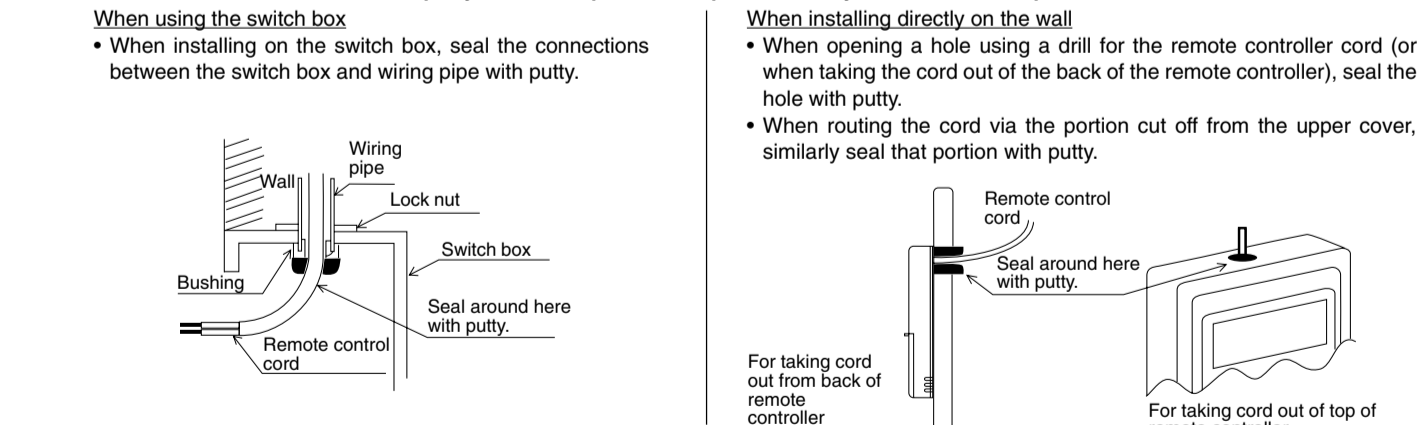 When using the switch box
• When installing on the switch box, seal the connections
between the switch box and wiring pipe with putty.
Wiring
pipe
Wall
Lock nut
Switch box
Bushing
Seal around here
with putty.
Remote control
cord
When installing directly on the wall
• When opening a hole using a drill for the remote controller cord (or
when taking the cord out of the back of the remote controller), seal the
hole with putty.
• When routing the cord via the portion cut off from the upper cover,
similarly seal that portion with putty.
Remote control
cord
Seal around here
with putty.
For taking cord
out from back of
remote
controller
For taking cord out of top of